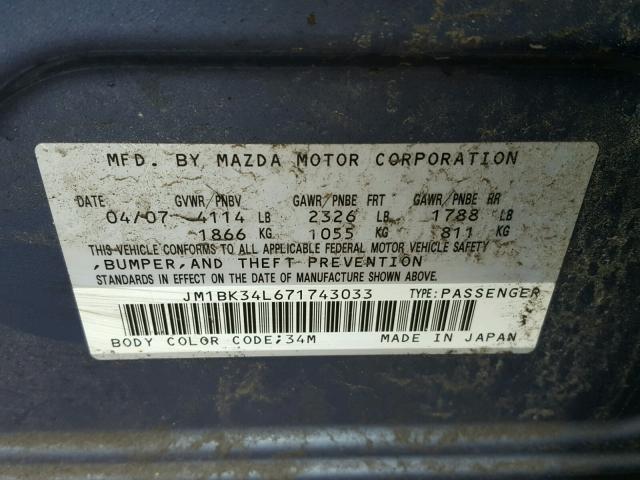 MFD. BY MAZDA MOTOR CORPORATION
DATE GVWR/PNBV GAWR/PNBE FRT GAWR/PNBE RR
04/07 4114 LB 2326 LB 1788 LB
1866 KG 1055 KG 811 KG
THIS VEHICLE CONFORMS TO ALL APPLICABLE FEDERAL MOTOR VEHICLE SAFETY
,BUMPER,AND THEFT PREVENTION
STANDARDS IN EFFECT ON THE DATE OF MANUFACTURE SHOWN ABOVE.
JM1BK34L671743033 TYPE:PASSENGER
BODY COLOR CODE;34M MADE IN JAPAN